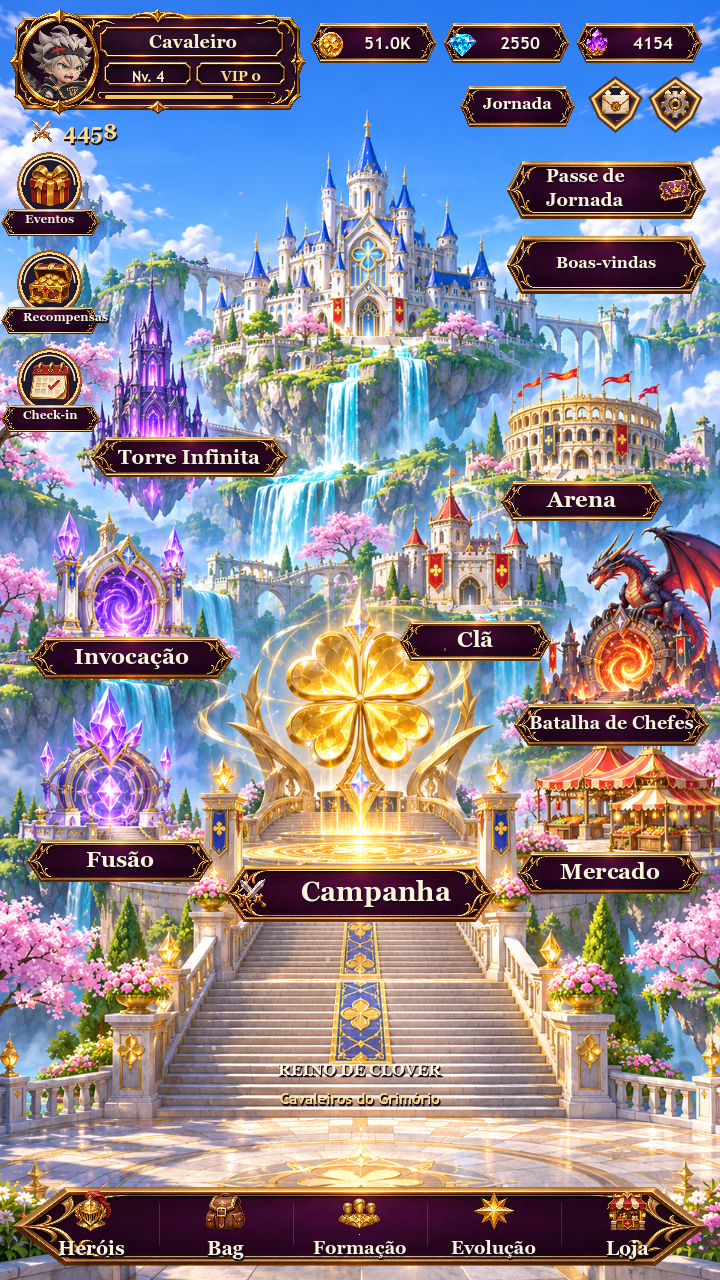 Cavaleiro
Nv. 4
VIP 0
51.0K
2550
4154
Jornada
4458
Eventos
Passe de
Jornada
Boas-vindas
Recompensas
Check-in
Torre Infinita
Arena
Clã
Invocação
Batalha de Chefes
Fusão
Mercado
Campanha
REINO DE CLOVER
Cavaleiros do Grimório
Heróis
Bag
Formação
Evolução
Loja